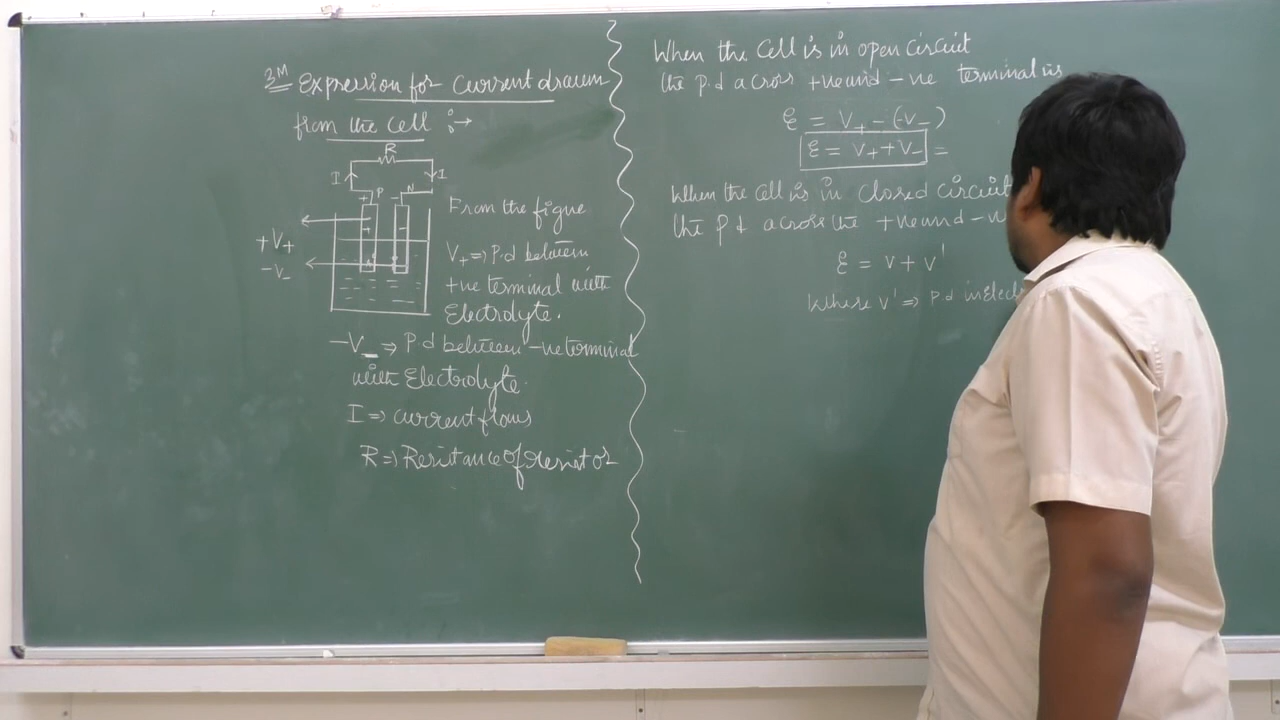 3M Expression for current drawn
from the cell :→
R
I
I
+ P - N
+V₊
-V₋
From the figure
V₊ ⇒ P.d between
+ve terminal with
Electrolyte.
-V₋ ⇒ P d between -ve terminal
with Electrolyte.
I ⇒ current flows
R ⇒ Resistance of resistor
When the cell is in open circuit
the p.d across +ve and -ve terminal is
ℰ = V₊ - (-V₋)
ℰ = V₊ + V₋ =
When the cell is in closed circuit
the p d across the +ve and
ℰ = V + V'
Where V' ⇒ P.d in